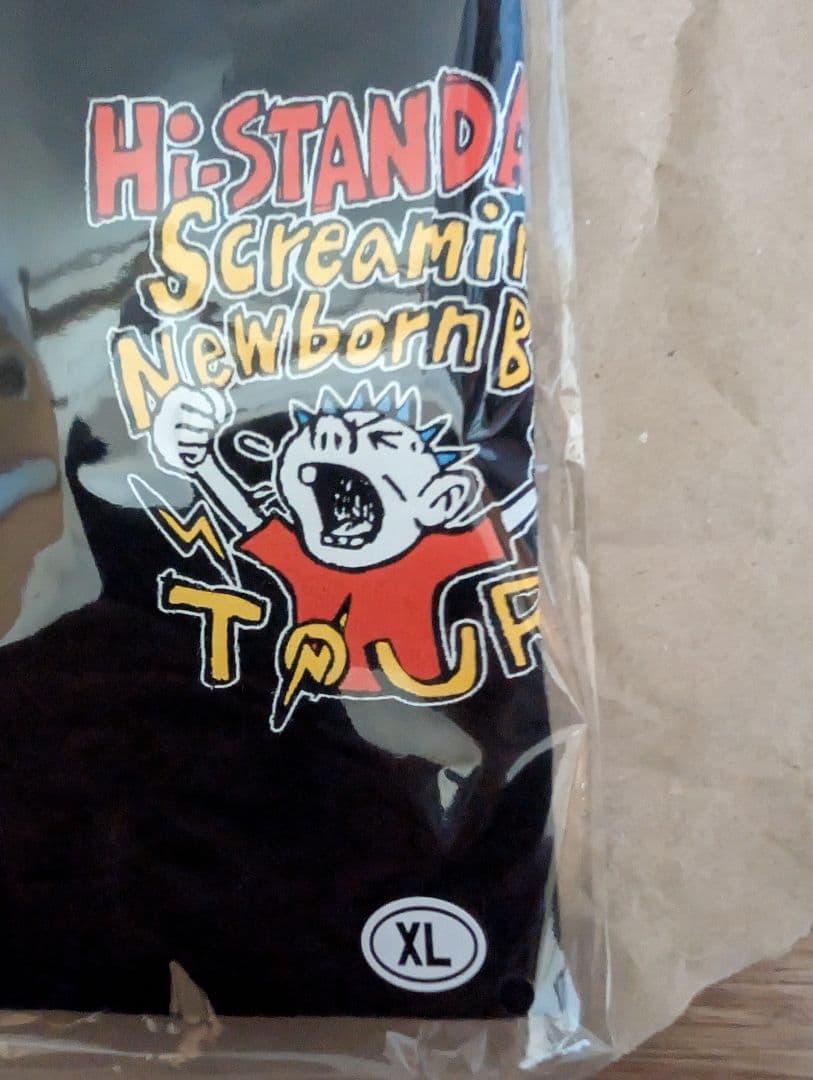 Hi-STANDA
Screamin
Newborn B
TOUR
XL